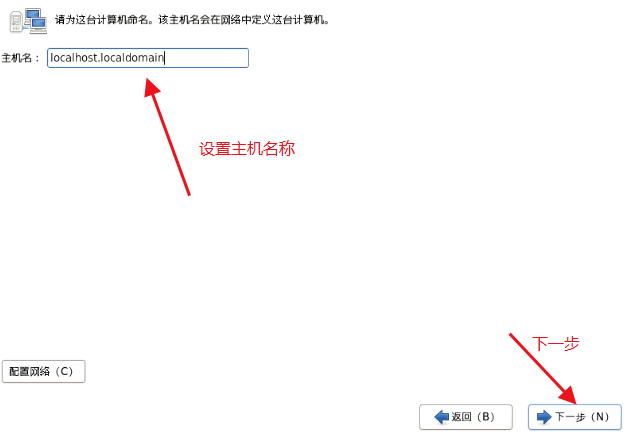 请为这台计算机命名。该主机名会在网络中定义这台计算机。
主机名： localhost.localdomain
设置主机名称
下一步
配置网络（C）
返回（B） 下一步（N）